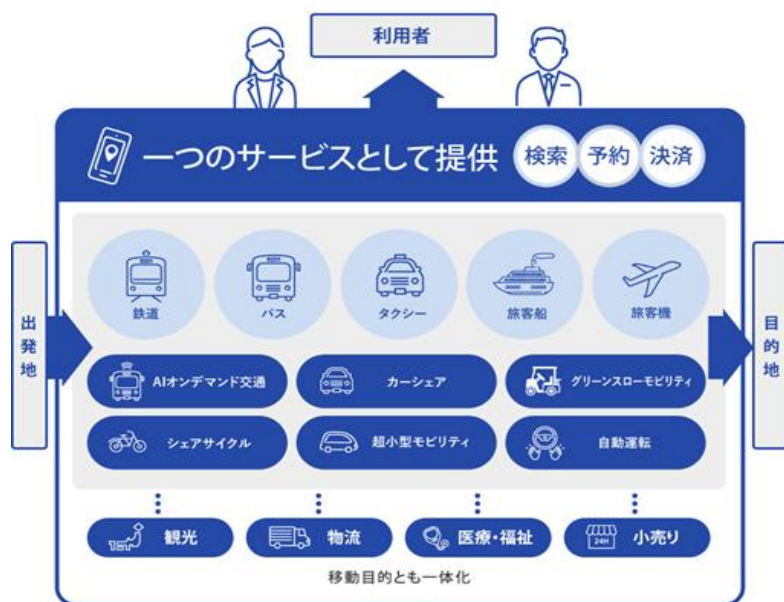 利用者
一つのサービスとして提供
検索
予約
決済
出発地
目的地
鉄道
バス
タクシー
旅客船
旅客機
AIオンデマンド交通
カーシェア
グリーンスローモビリティ
シェアサイクル
超小型モビリティ
自動運転
観光
物流
医療・福祉
24H
小売り
移動目的とも一体化